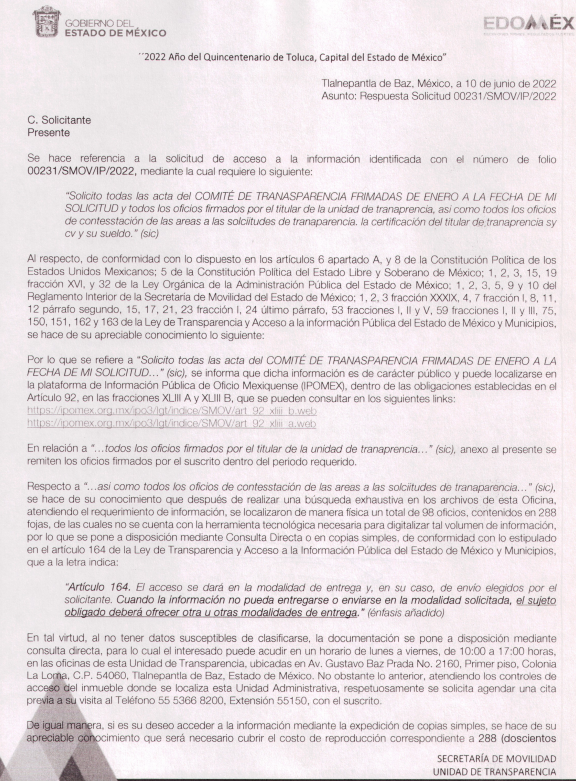 GOBIERNO DEL
ESTADO DE MÉXICO
EDOMÉX
´´2022 Año del Quincentenario de Toluca, Capital del Estado de México"
Tlalnepantla de Baz, México, a 10 de junio de 2022
Asunto: Respuesta Solicitud 00231/SMOV/IP/2022
C. Solicitante
Presente
Se hace referencia a la solicitud de acceso a la información identificada con el número de folio
00231/SMOV/IP/2022, mediante la cual requiere lo siguiente:
"Solicito todas las acta del COMITÉ DE TRANASPARENCIA FRIMADAS DE ENERO A LA FECHA DE MI
SOLICITUD y todos los oficios firmados por el titular de la unidad de tranaprencia, así como todos los oficios
de contesstación de las areas a las solciitudes de transparencia. la certificación del titular de tranaprencia sy
cv y su sueldo." (sic)
Al respecto, de conformidad con lo dispuesto en los artículos 6 apartado A, y 8 de la Constitución Política de los
Estados Unidos Mexicanos; 5 de la Constitución Política del Estado Libre y Soberano de México; 1, 2, 3, 15, 19
fracción XVI, y 32 de la Ley Orgánica de la Administración Pública del Estado de México; 1, 2, 3, 5, 9 y 10 del
Reglamento Interior de la Secretaría de Movilidad del Estado de México; 1, 2, 3 fracción XXXIX, 4, 7 fracción I, 8, 11,
12 párrafo segundo, 15, 17, 21, 23 fracción I, 24 último párrafo, 53 fracciones I, II y V, 59 fracciones I, II y III, 75,
150, 151, 162 y 163 de la Ley de Transparencia y Acceso a la información Pública del Estado de México y Municipios,
se hace de su apreciable conocimiento lo siguiente:
Por lo que se refiere a "Solicito todas las acta del COMITÉ DE TRANASPARENCIA FRIMADAS DE ENERO A LA
FECHA DE MI SOLICITUD…" (sic), se informa que dicha información es de carácter público y puede localizarse en
la plataforma de Información Pública de Oficio Mexiquense (IPOMEX), dentro de las obligaciones establecidas en el
Artículo 92, en las fracciones XLIII A y XLIII B, que se pueden consultar en los siguientes links:
https://ipomex.org.mx/ipo3/lgt/indice/SMOV/art_92_xliii_b.web
https://ipomex.org.mx/ipo3/lgt/indice/SMOV/art_92_xliii_a.web
En relación a "…todos los oficios firmados por el titular de la unidad de tranaprencia…" (sic), anexo al presente se
remiten los oficios firmados por el suscrito dentro del periodo requerido.
Respecto a "…así como todos los oficios de contesstación de las areas a las solciitudes de transparencia…" (sic),
se hace de su conocimiento que después de realizar una búsqueda exhaustiva en los archivos de esta Oficina,
atendiendo el requerimiento de información, se localizaron de manera física un total de 98 oficios, contenidos en 288
fojas, de las cuales no se cuenta con la herramienta tecnológica necesaria para digitalizar tal volumen de información,
por lo que se pone a disposición mediante Consulta Directa o en copias simples, de conformidad con lo estipulado
en el artículo 164 de la Ley de Transparencia y Acceso a la Información Pública del Estado de México y Municipios,
que a la letra indica:
"Artículo 164. El acceso se dará en la modalidad de entrega y, en su caso, de envío elegidos por el
solicitante. Cuando la información no pueda entregarse o enviarse en la modalidad solicitada, el sujeto
obligado deberá ofrecer otra u otras modalidades de entrega." (énfasis añadido)
En tal virtud, al no tener datos susceptibles de clasificarse, la documentación se pone a disposición mediante
consulta directa, para lo cual el interesado puede acudir en un horario de lunes a viernes, de 10:00 a 17:00 horas,
en las oficinas de esta Unidad de Transparencia, ubicadas en Av. Gustavo Baz Prada No. 2160, Primer piso, Colonia
La Loma, C.P. 54060, Tlalnepantla de Baz, Estado de México. No obstante lo anterior, atendiendo los controles de
acceso del inmueble donde se localiza esta Unidad Administrativa, respetuosamente se solicita agendar una cita
previa a su visita al Teléfono 55 5366 8200, Extensión 55150, con el suscrito.
De igual manera, si es su deseo acceder a la información mediante la expedición de copias simples, se hace de su
apreciable conocimiento que será necesario cubrir el costo de reproducción correspondiente a 288 (doscientos
SECRETARÍA DE MOVILIDAD
UNIDAD DE TRANSPARENCIA